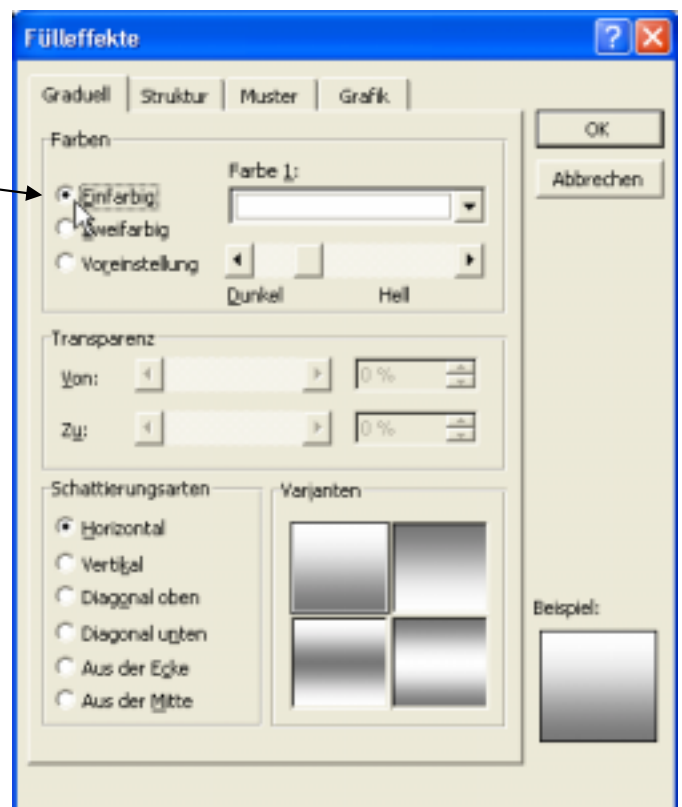 Fülleffekte
Graduell Struktur Muster Grafik
Farben
Farbe 1:
Einfarbig
Zweifarbig
Voreinstellung
Dunkel Hell
OK
Abbrechen
Transparenz
Von: 0 %
Zu: 0 %
Schattierungsarten
Horizontal
Vertikal
Diagonal oben
Diagonal unten
Aus der Ecke
Aus der Mitte
Varianten
Beispiel: